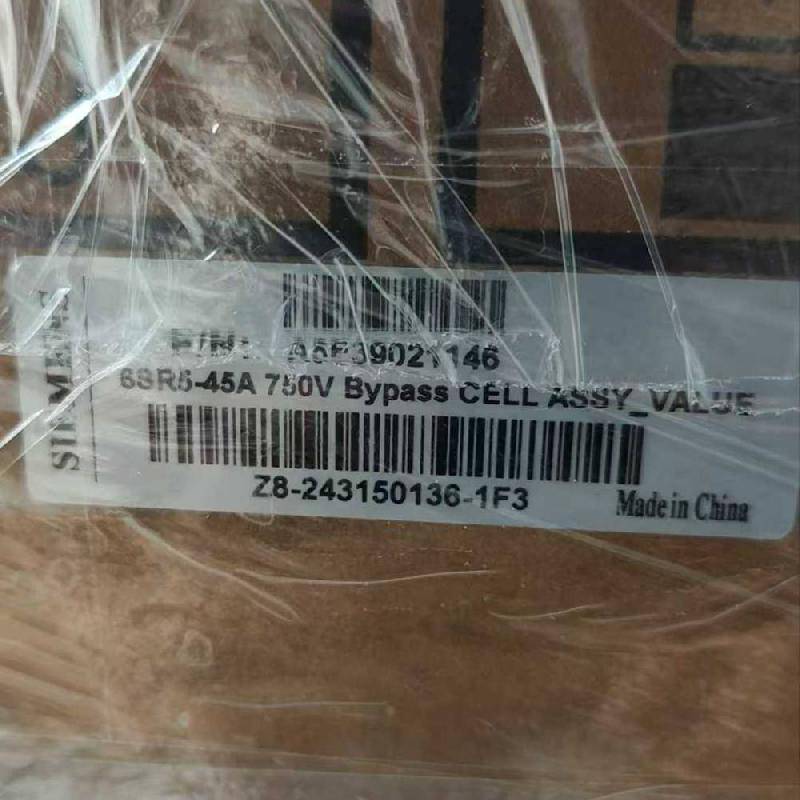 SIEMENS
P/N: A5E39021146
6SR5-45A 750V Bypass CELL ASSY_VALUE
Z8-243150136-1F3
Made in China